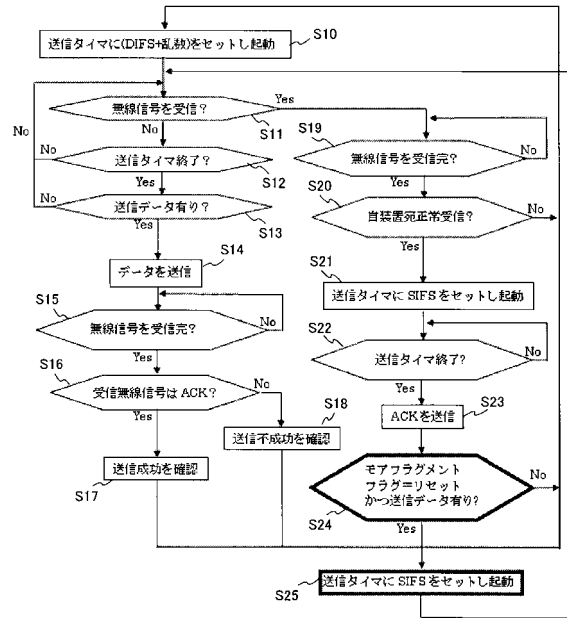 送信タイマに(DIFS+乱数)をセットし起動
S10
無線信号を受信?
Yes
S11
No
No
送信タイマ終了?
No
S12
Yes
送信データ有り?
S13
Yes
S14
データを送信
S15
無線信号を受信完?
No
Yes
S16
受信無線信号は ACK?
No
Yes
S18
送信不成功を確認
送信成功を確認
S17
S19
無線信号を受信完?
No
Yes
S20
自装置宛正常受信?
No
Yes
S21
送信タイマに SIFS をセットし起動
S22
送信タイマ終了?
No
Yes
S23
ACKを送信
モアフラグメント
フラグ=リセット
かつ送信データ有り?
No
S24
Yes
送信タイマに SIFS をセットし起動
S25